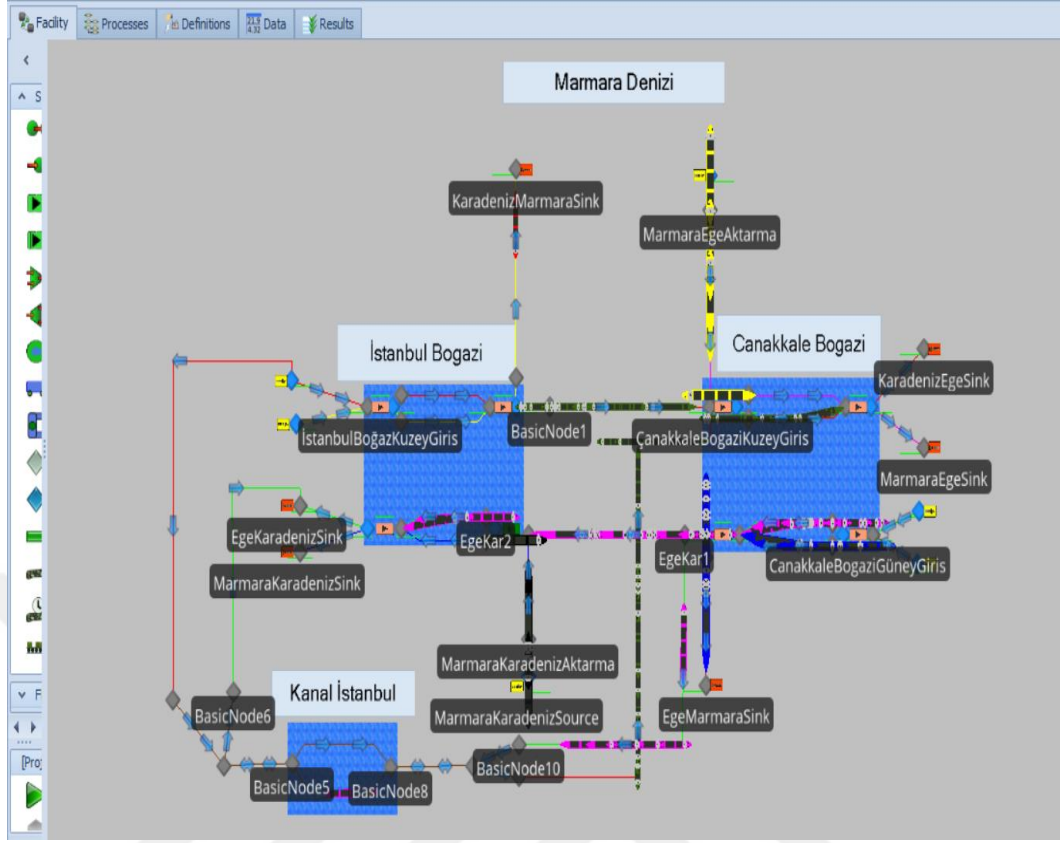 Facility Processes Definitions Data Results
Marmara Denizi
KaradenizMarmaraSink
MarmaraEgeAktarma
İstanbul Bogazi
Canakkale Bogazi
KaradenizEgeSink
İstanbulBoğazKuzeyGiris
BasicNode1
ÇanakkaleBogaziKuzeyGiris
MarmaraEgeSink
EgeKaradenizSink
EgeKar2
EgeKar1
CanakkaleBogaziGüneyGiris
MarmaraKaradenizSink
MarmaraKaradenizAktarma
Kanal İstanbul
BasicNode6
MarmaraKaradenizSource
EgeMarmaraSink
BasicNode10
BasicNode5
BasicNode8